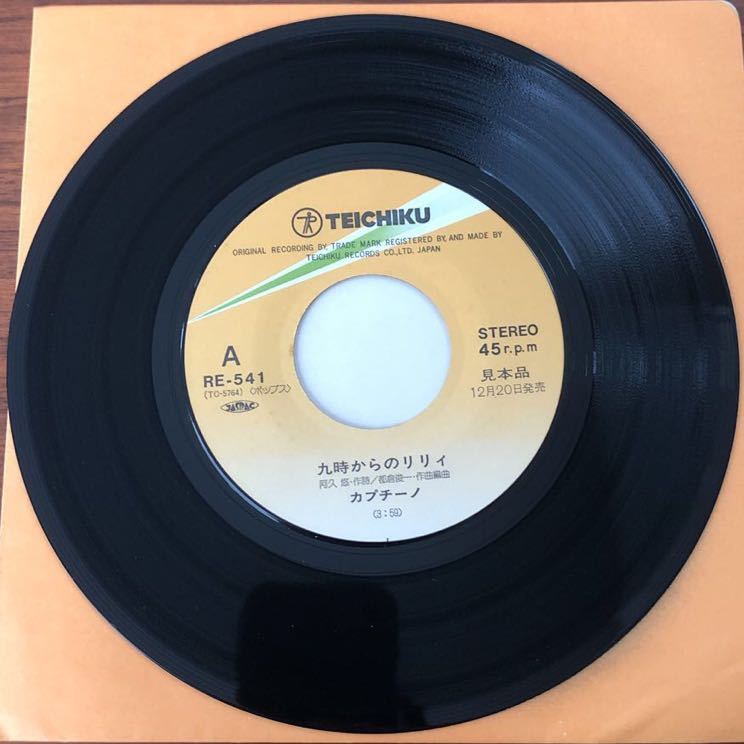 TEICHIKU
ORIGINAL RECORDING BY, TRADE MARK REGISTERED BY, AND MADE BY
TEICHIKU RECORDS CO.,LTD. JAPAN
A
RE-541
(TO-5764) 〈ポップス〉
JASRAC
STEREO
45 r.p.m
見本品
12月20日発売
九時からのリリィ
阿久 悠・作詩／都倉俊一・作曲編曲
カプチーノ
(3:59)